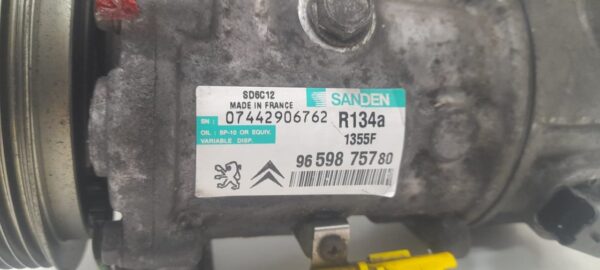 SD6C12
MADE IN FRANCE
SANDEN
SN : 07442906762
R134a
OIL : SP-10 OR EQUIV.
VARIABLE DISP.
1355F
96 598 757 80